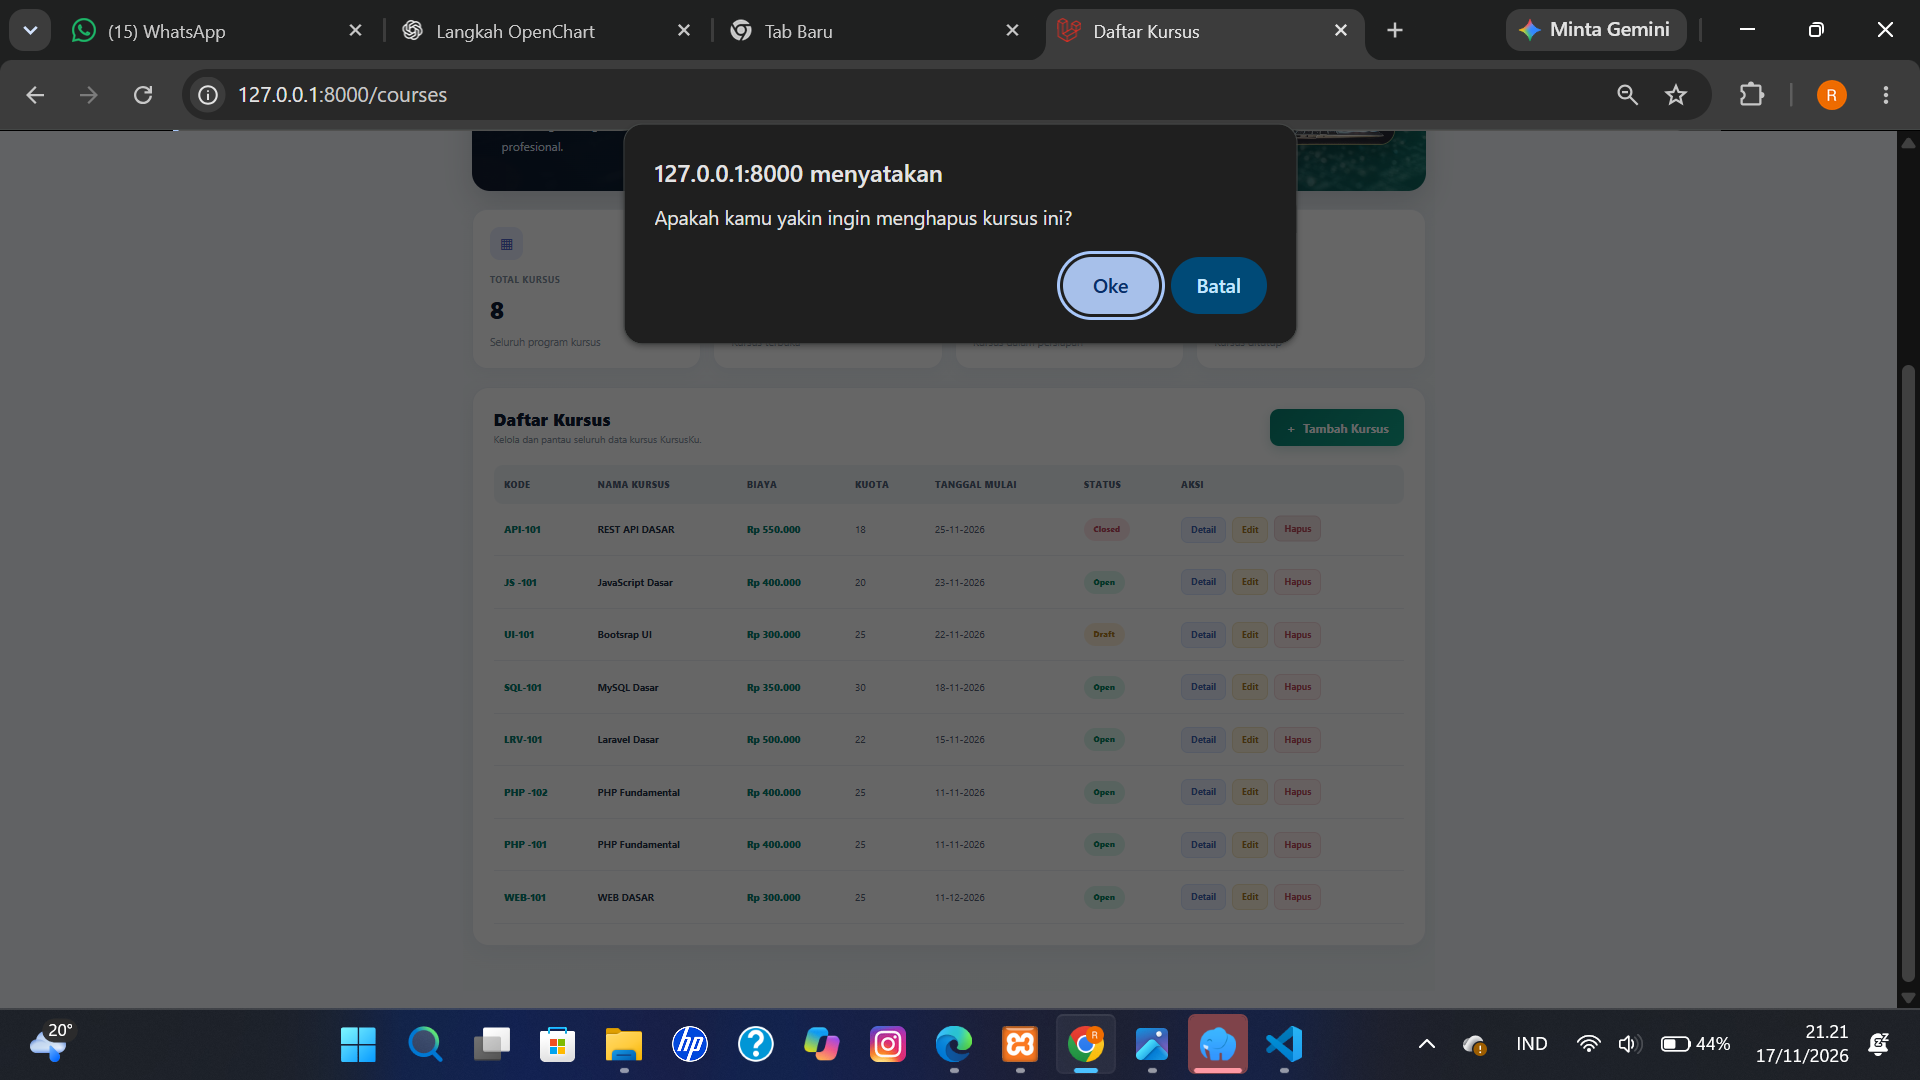 (15) WhatsApp
Langkah OpenChart
Tab Baru
Daftar Kursus
Minta Gemini
127.0.0.1:8000/courses
R
profesional.
127.0.0.1:8000 menyatakan
Apakah kamu yakin ingin menghapus kursus ini?
Oke
Batal
TOTAL KURSUS
8
Seluruh program kursus
Daftar Kursus
Kelola dan pantau seluruh data kursus KursusKu.
+ Tambah Kursus
KODE NAMA KURSUS BIAYA KUOTA TANGGAL MULAI STATUS AKSI
API-101 REST API DASAR Rp 550.000 18 25-11-2026 Closed Detail Edit Hapus
JS -101 JavaScript Dasar Rp 400.000 20 23-11-2026 Open Detail Edit Hapus
UI-101 Bootsrap UI Rp 300.000 25 22-11-2026 Draft Detail Edit Hapus
SQL-101 MySQL Dasar Rp 350.000 30 18-11-2026 Open Detail Edit Hapus
LRV-101 Laravel Dasar Rp 500.000 22 15-11-2026 Open Detail Edit Hapus
PHP -102 PHP Fundamental Rp 400.000 25 11-11-2026 Open Detail Edit Hapus
PHP -101 PHP Fundamental Rp 400.000 25 11-11-2026 Open Detail Edit Hapus
WEB-101 WEB DASAR Rp 300.000 25 11-12-2026 Open Detail Edit Hapus
20°
hp
IND
44%
21.21
17/11/2026